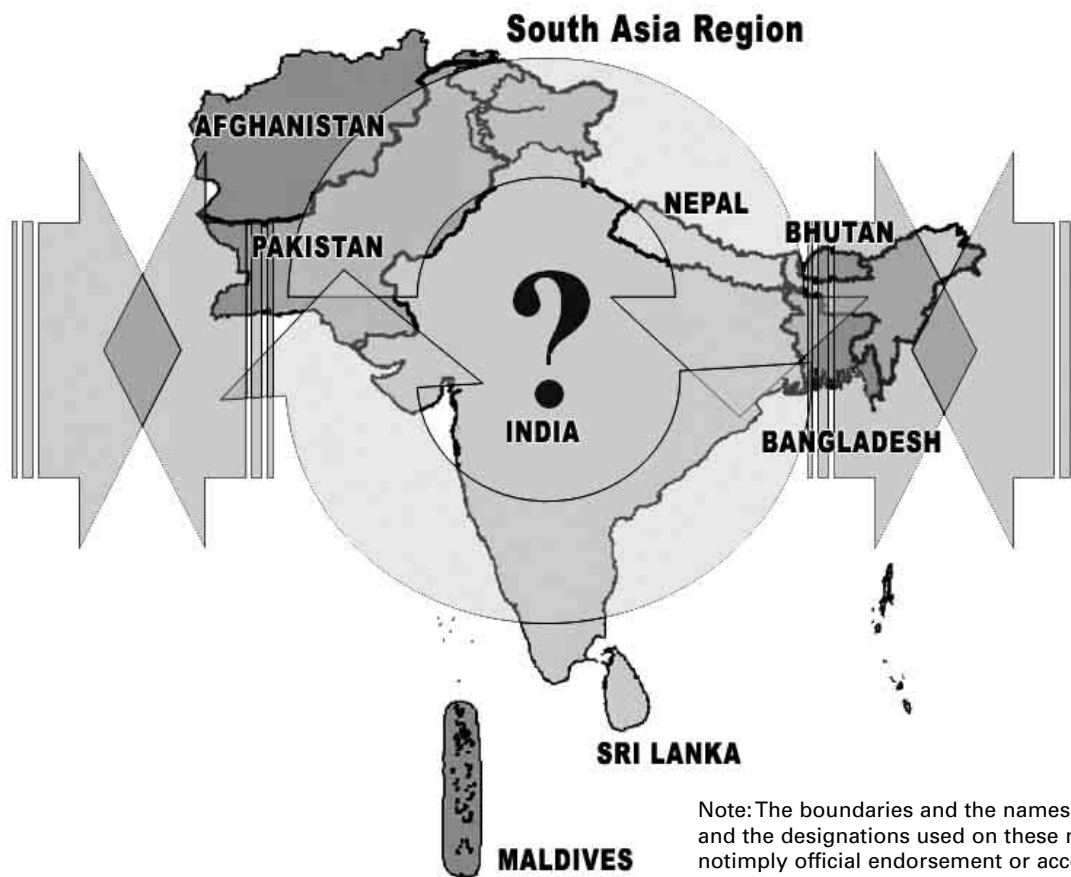 South Asia Region
AFGHANISTAN
NEPAL
BHUTAN
PAKISTAN
?
INDIA
BANGLADESH
SRI LANKA
Note: The boundaries and the names
and the designations used on these
notimply official endorsement or
MALDIVES